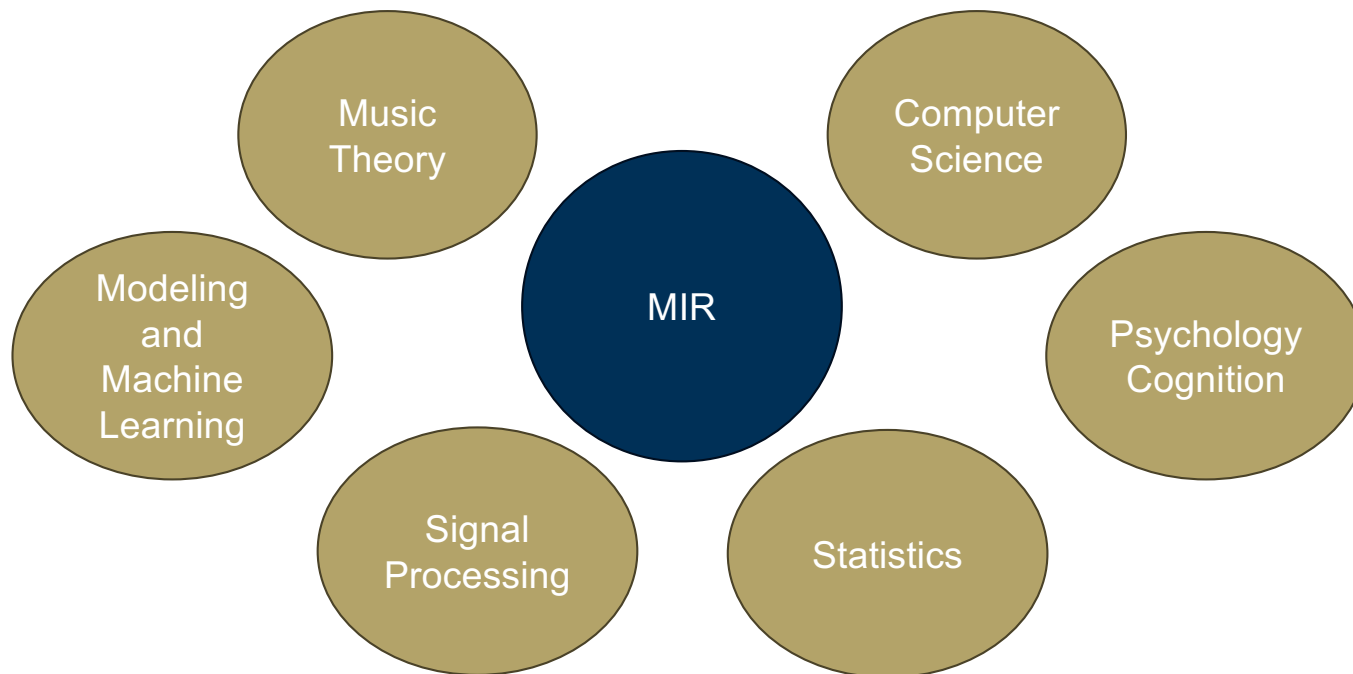 Music
Theory
Computer
Science
MIR
Modeling
and
Machine
Learning
Psychology
Cognition
Signal
Processing
Statistics